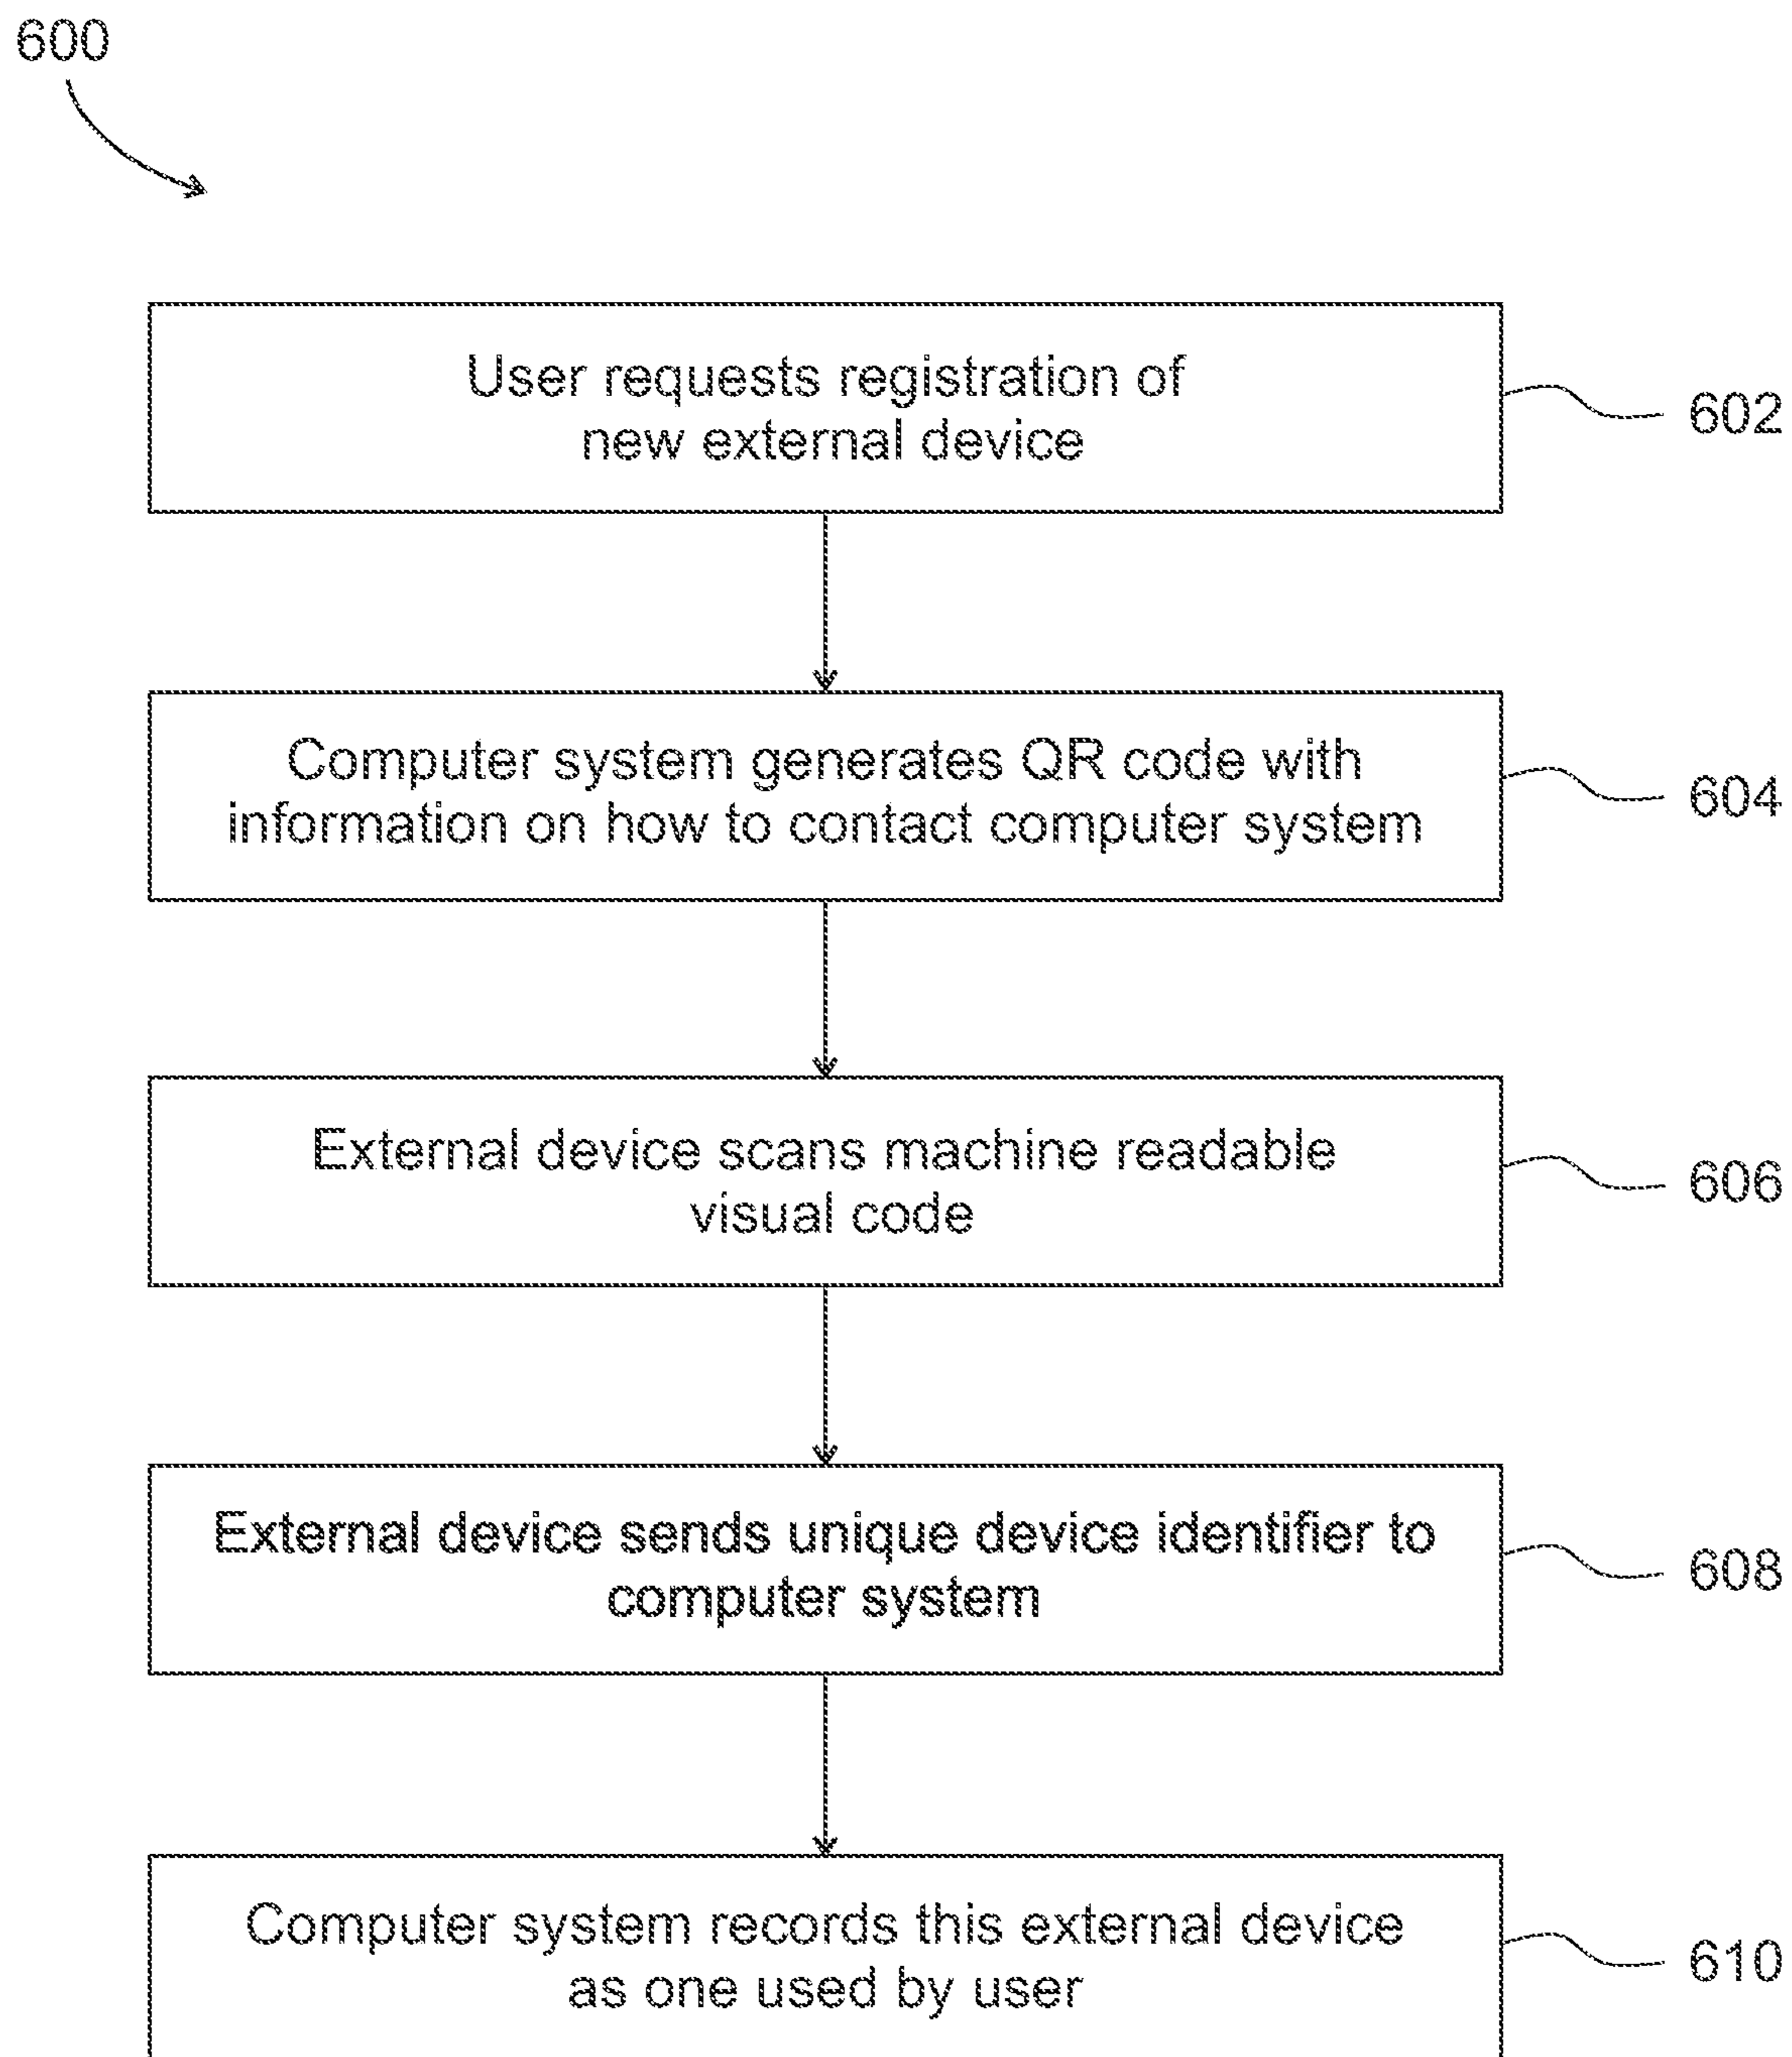 600
User requests registration of
new external device
602
Computer system generates QR code with
information on how to contact computer system
604
External device scans machine readable
visual code
606
External device sends unique device identifier to
computer system
608
Computer system records this external device
as one used by user
610